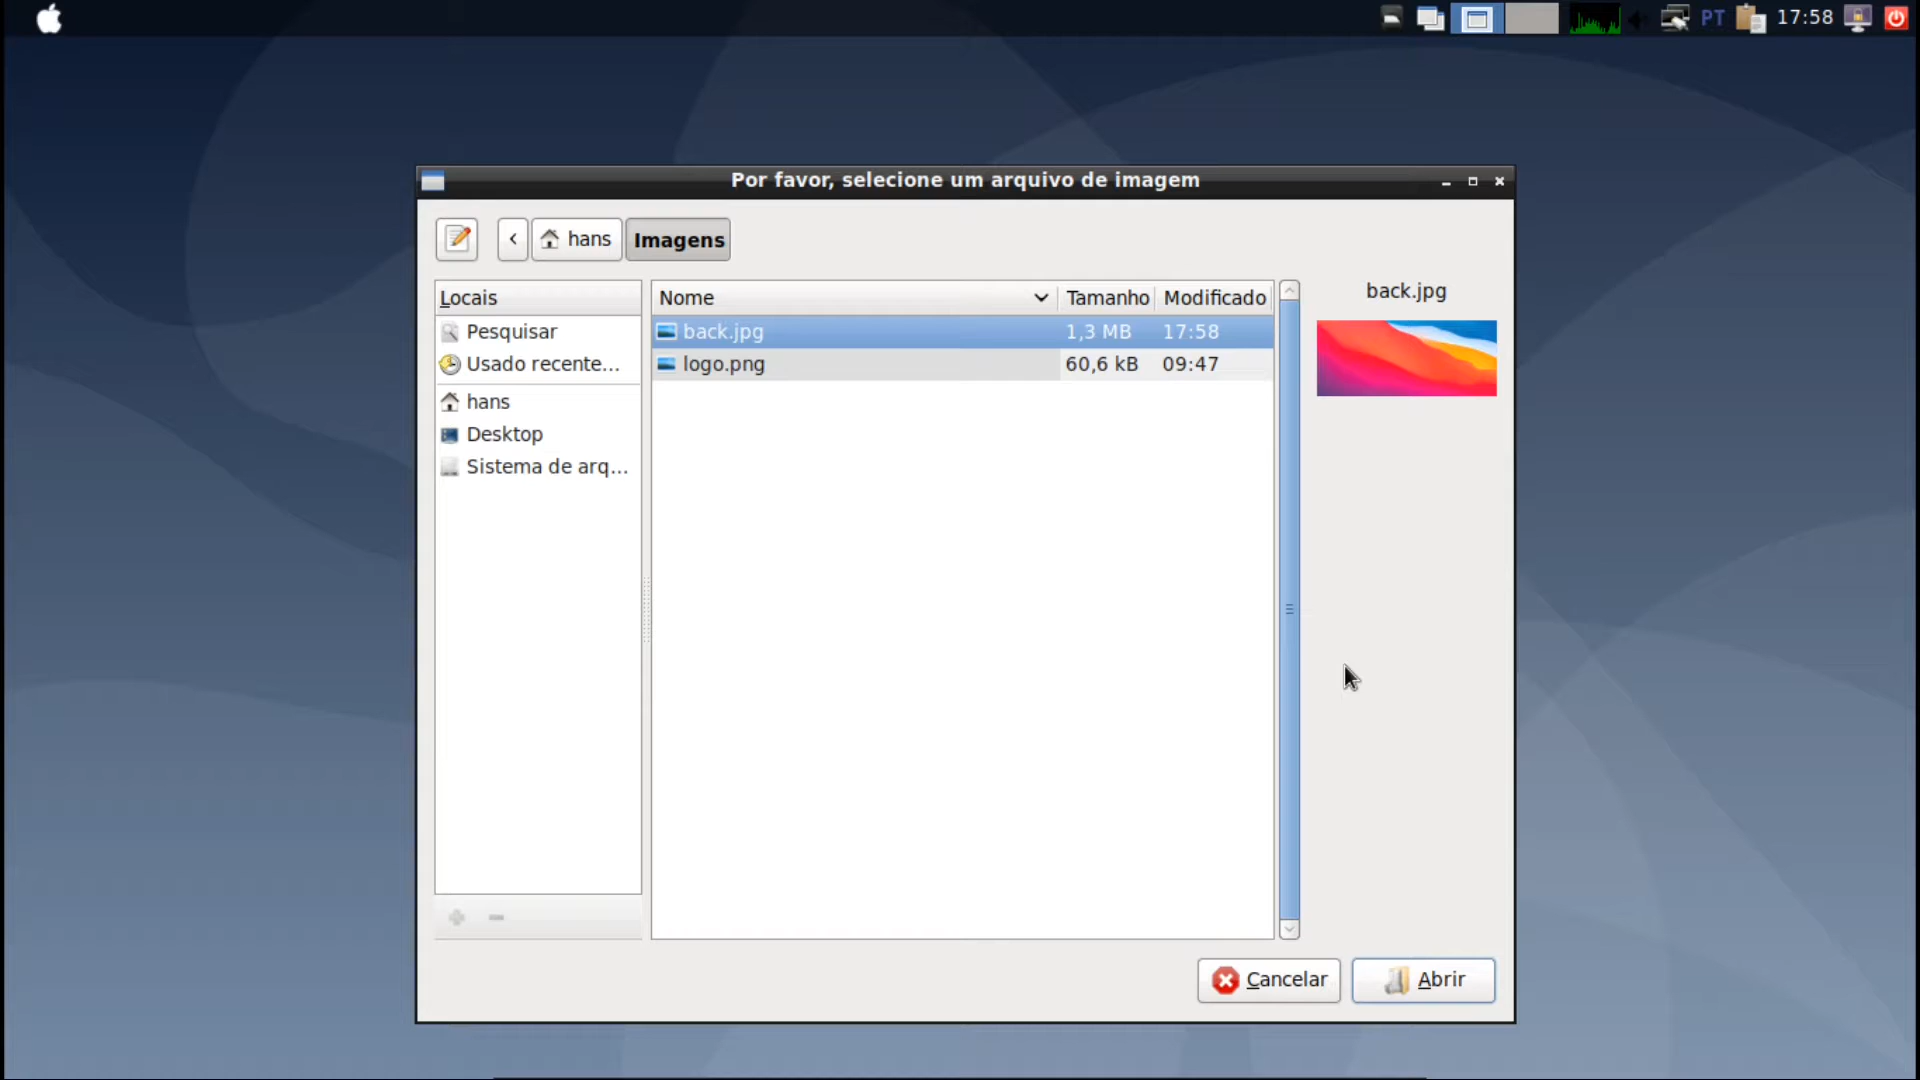 PT 17:58
Por favor, selecione um arquivo de imagem
hans Imagens
Locais
Pesquisar
Usado recente...
hans
Desktop
Sistema de arq...
Nome Tamanho Modificado
back.jpg 1,3 MB 17:58
logo.png 60,6 kB 09:47
back.jpg
Cancelar Abrir